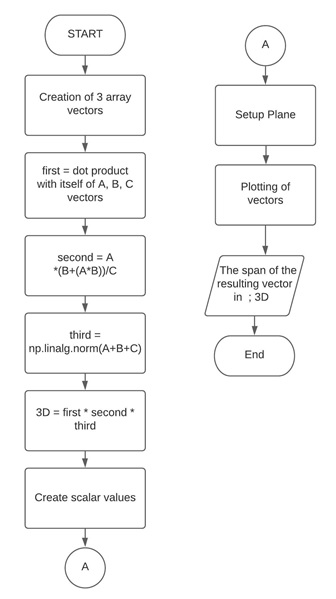 START
Creation of 3 array
vectors
first = dot product
with itself of A, B, C
vectors
second = A
*(B+(A*B))/C
third =
np.linalg.norm(A+B+C)
3D = first * second *
third
Create scalar values
A
A
Setup Plane
Plotting of
vectors
The span of the
resulting vector
in ; 3D
End